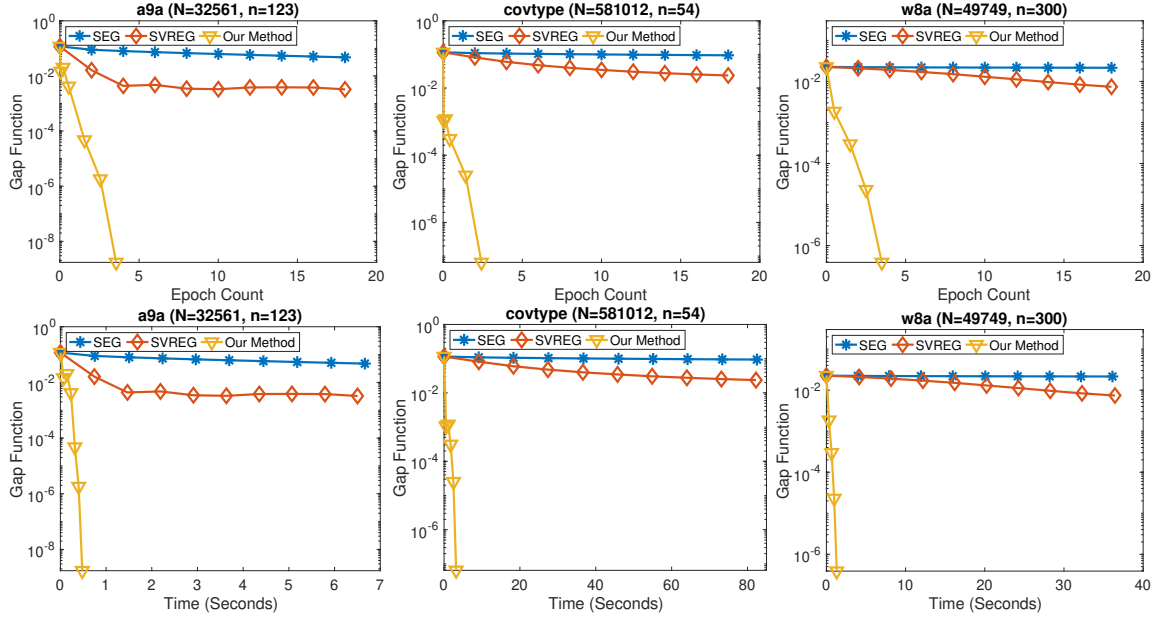 a9a (N=32561, n=123)
10^0
10^-2
10^-4
10^-6
10^-8
Gap Function
SEG SVREG Our Method
0 5 10 15 20
Epoch Count
covtype (N=581012, n=54)
10^0
10^-2
10^-4
10^-6
Gap Function
SEG SVREG Our Method
0 5 10 15 20
Epoch Count
w8a (N=49749, n=300)
10^-2
10^-4
10^-6
Gap Function
SEG SVREG Our Method
0 5 10 15 20
Epoch Count
a9a (N=32561, n=123)
10^0
10^-2
10^-4
10^-6
10^-8
Gap Function
SEG SVREG Our Method
0 1 2 3 4 5 6 7
Time (Seconds)
covtype (N=581012, n=54)
10^0
10^-2
10^-4
10^-6
Gap Function
SEG SVREG Our Method
0 20 40 60 80
Time (Seconds)
w8a (N=49749, n=300)
10^-2
10^-4
10^-6
Gap Function
SEG SVREG Our Method
0 10 20 30 40
Time (Seconds)